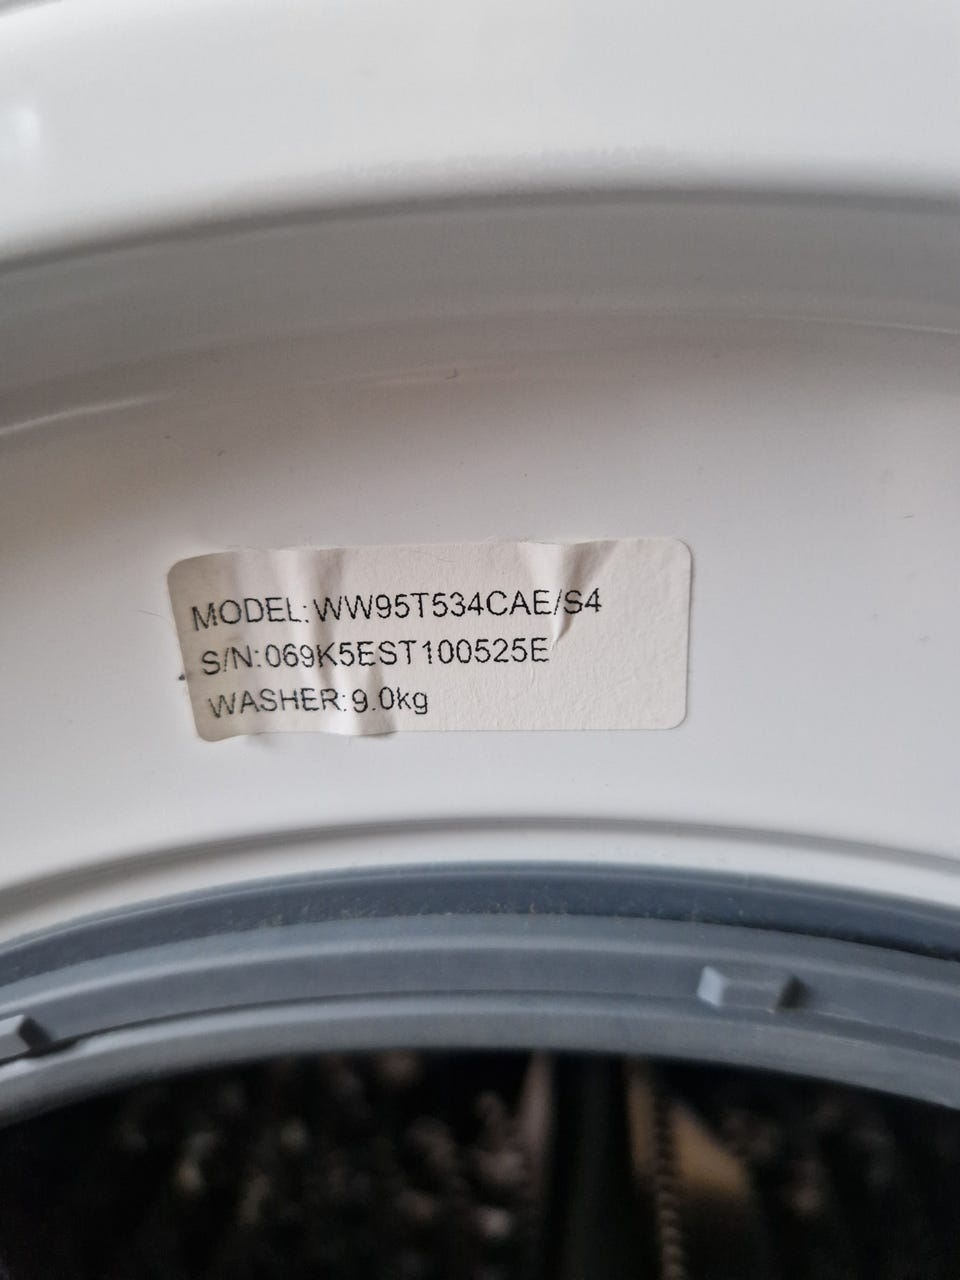 MODEL:WW95T534CAE/S4
S/N:069K5EST100525E
WASHER:9.0kg